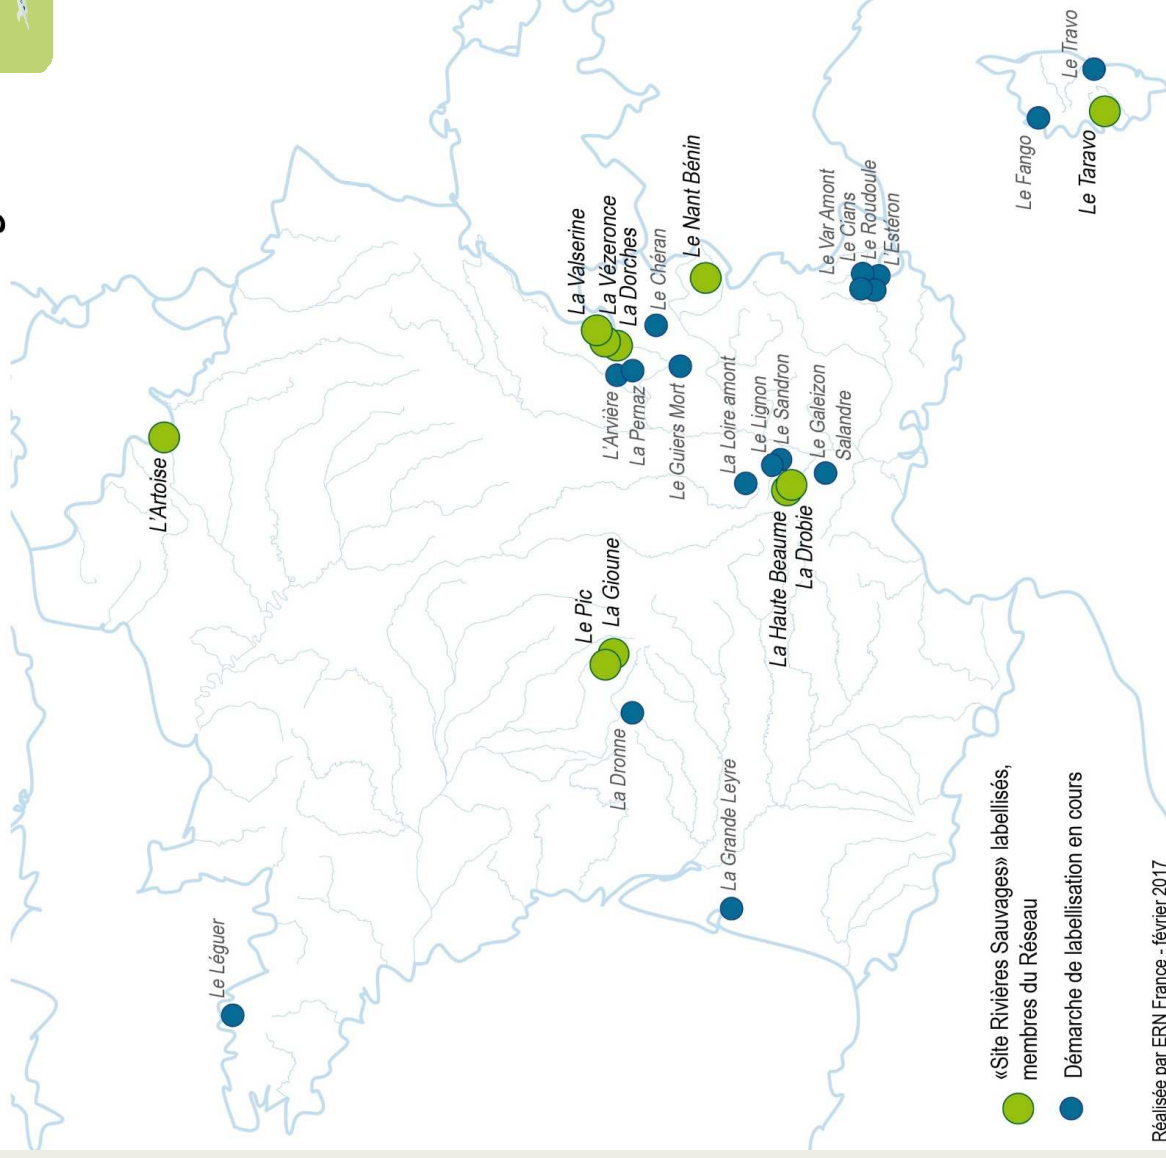 L'Artoise
Le Léguer
La Valserine
La Vézeronce
La Dorches
Le Chéran
Le Nant Bénin
L'Arvière
La Pernaz
Le Guiers Mort
Le Pic
La Gioune
La Dronne
La Grande Leyre
La Loire amont
Le Lignon
Le Sandron
Le Galeizon
Salandre
La Haute Beaume
La Drobie
Le Var Amont
Le Cians
Le Roudoule
L'Estéron
Le Fango
Le Travo
Le Taravo
«Site Rivières Sauvages» labellisés,
membres du Réseau
Démarche de labellisation en cours
Réalisée par ERN France - février 2017